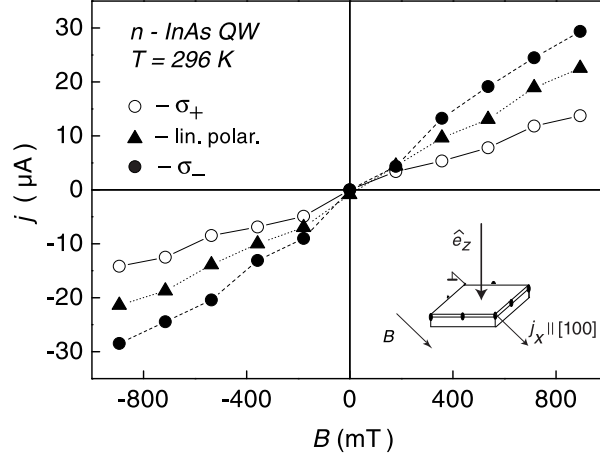 n - InAs QW
T = 296 K
– σ+
– lin. polar.
– σ–
j (µA)
30
20
10
0
-10
-20
-30
-800
-400
0
400
800
B (mT)
êz
B
jx || [100]